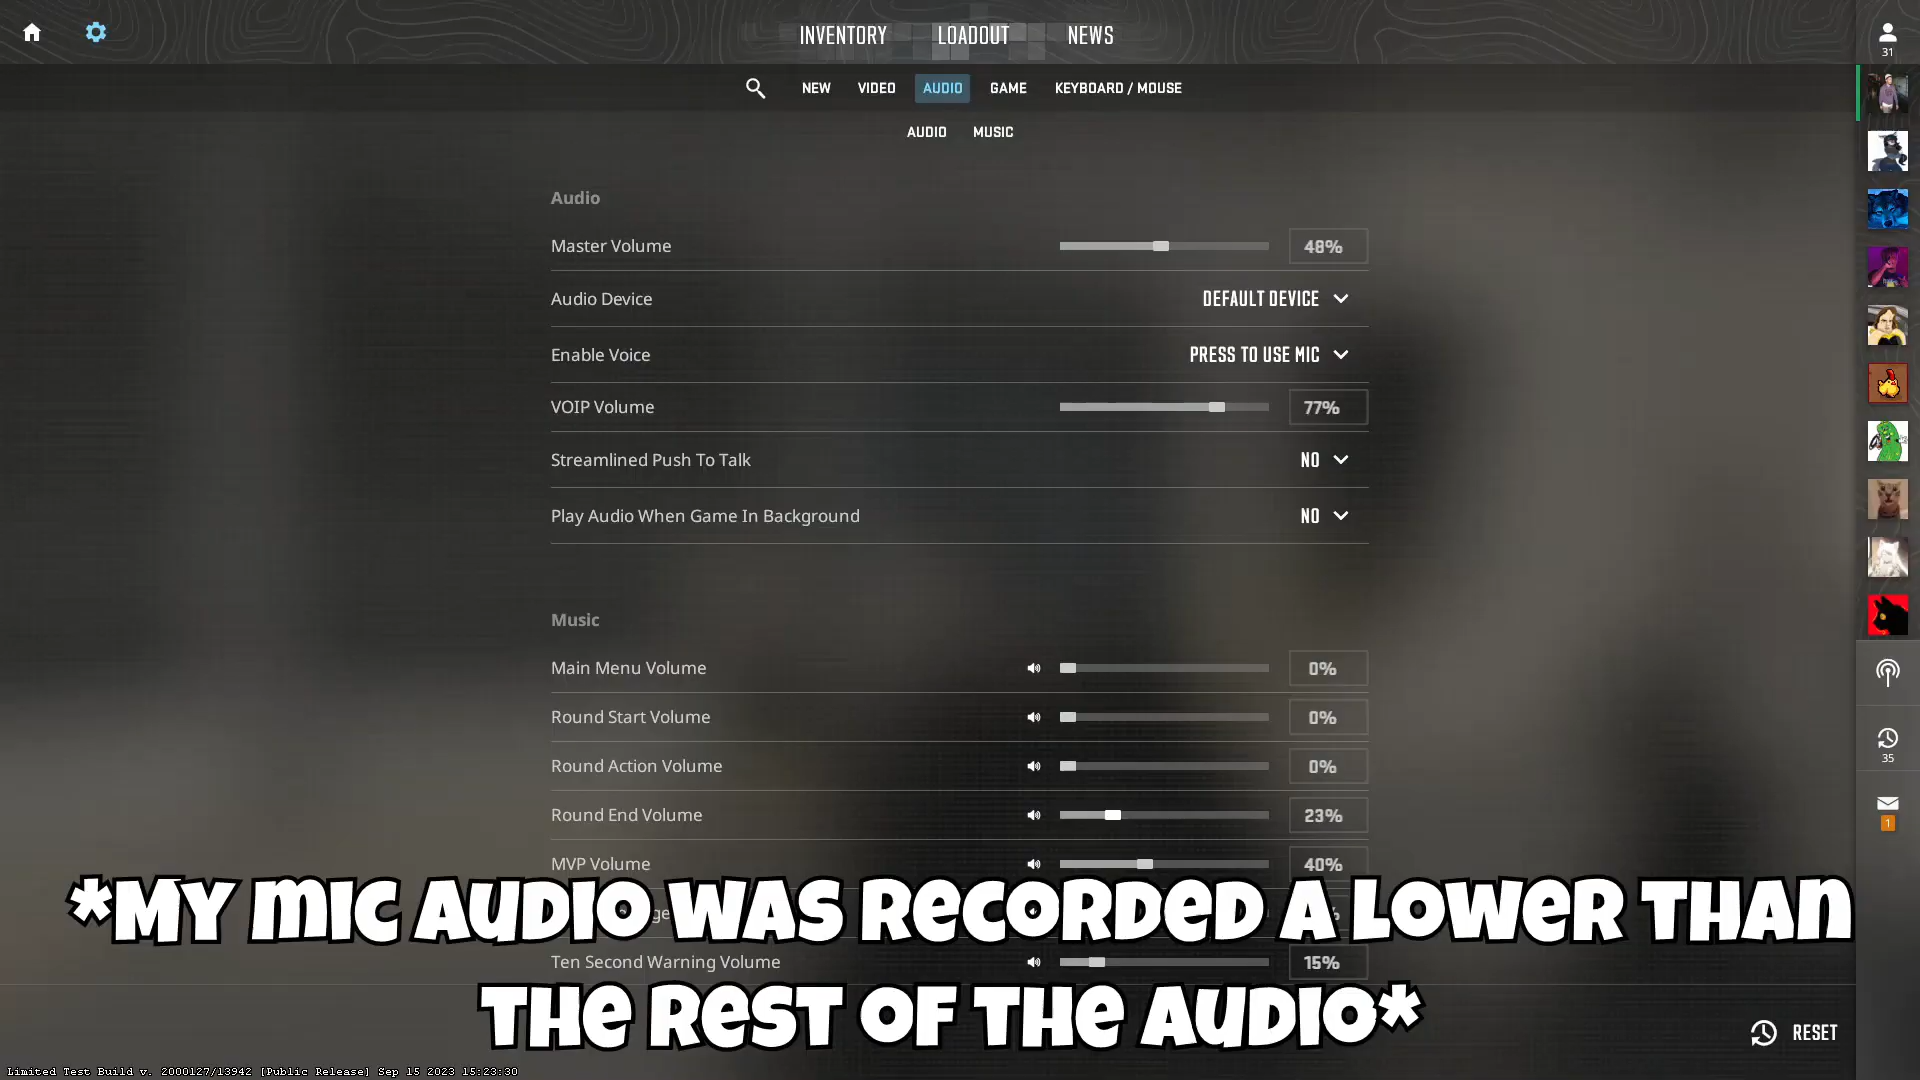 INVENTORY LOADOUT NEWS
31
NEW VIDEO AUDIO GAME KEYBOARD / MOUSE
AUDIO MUSIC
Audio
Master Volume 48%
Audio Device DEFAULT DEVICE
Enable Voice PRESS TO USE MIC
VOIP Volume 77%
Streamlined Push To Talk NO
Play Audio When Game In Background NO
Music
Main Menu Volume 0%
Round Start Volume 0%
35
Round Action Volume 0%
Round End Volume 23%
1
MVP Volume 40%
*My mic audio was recorded a lower than
Ten Second Warning Volume 15%
the rest of the audio*
RESET
Limited Test Build v. 2000127/13942 [Public Release] Sep 15 2023 15:23:30